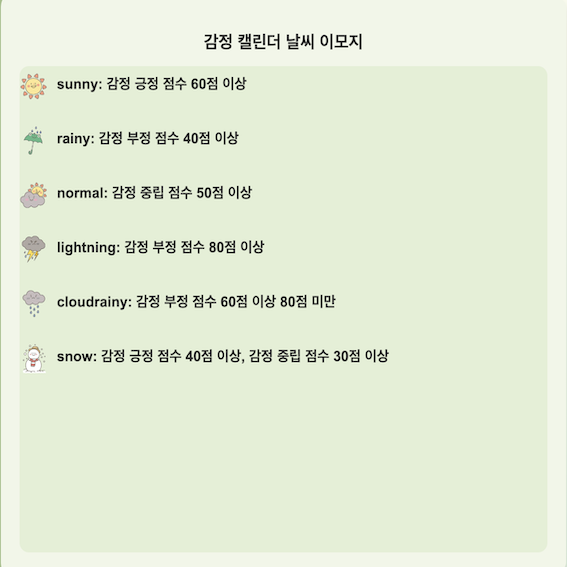 감정 캘린더 날씨 이모지
sunny: 감정 긍정 점수 60점 이상
rainy: 감정 부정 점수 40점 이상
normal: 감정 중립 점수 50점 이상
lightning: 감정 부정 점수 80점 이상
cloudrainy: 감정 부정 점수 60점 이상 80점 미만
snow: 감정 긍정 점수 40점 이상, 감정 중립 점수 30점 이상